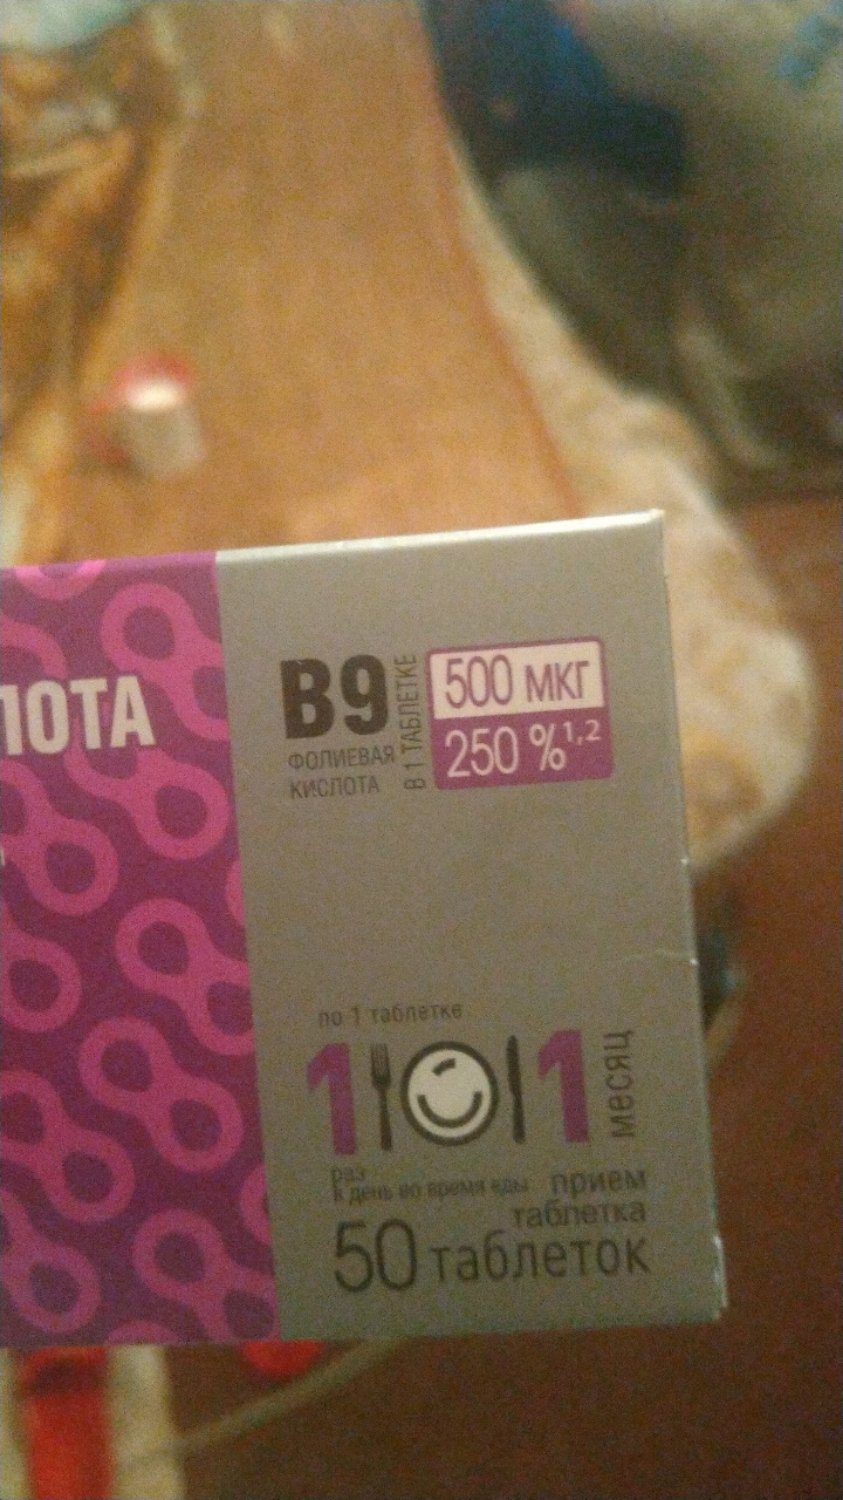 ЛОТА
В9
ФОЛИЕВАЯ
КИСЛОТА
В 1 ТАБЛЕТКЕ
500 МКГ
250 %1,2
по 1 таблетке
1
1
месяц
раз
в день во время еды
прием
таблетка
50 таблеток